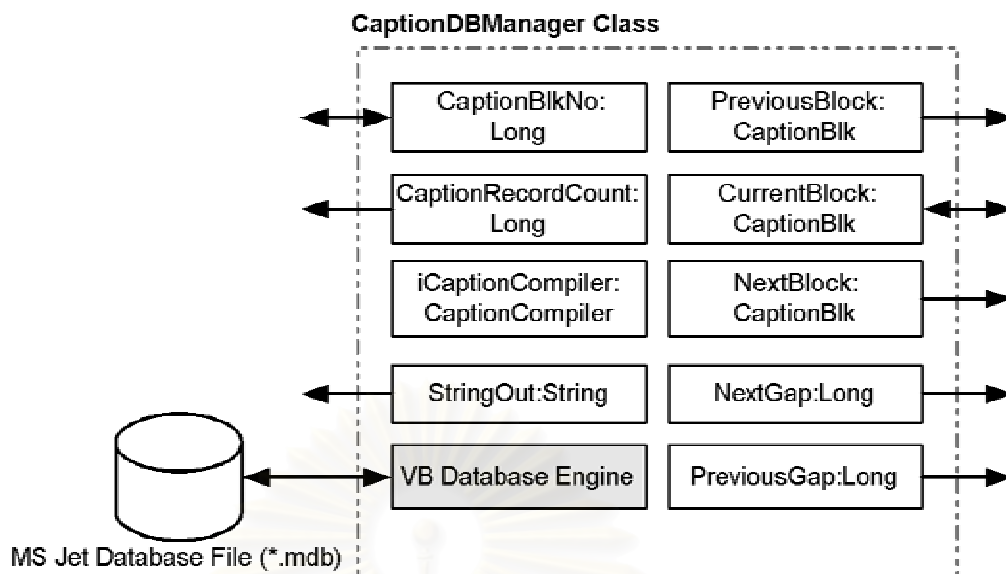 CaptionDBManager Class
CaptionBlkNo:
Long
PreviousBlock:
CaptionBlk
CaptionRecordCount:
Long
CurrentBlock:
CaptionBlk
iCaptionCompiler:
CaptionCompiler
NextBlock:
CaptionBlk
StringOut:String
NextGap:Long
VB Database Engine
PreviousGap:Long
MS Jet Database File (*.mdb)